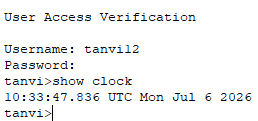 User Access Verification
Username: tanvi12
Password:
tanvi>show clock
10:33:47.836 UTC Mon Jul 6 2026
tanvi>